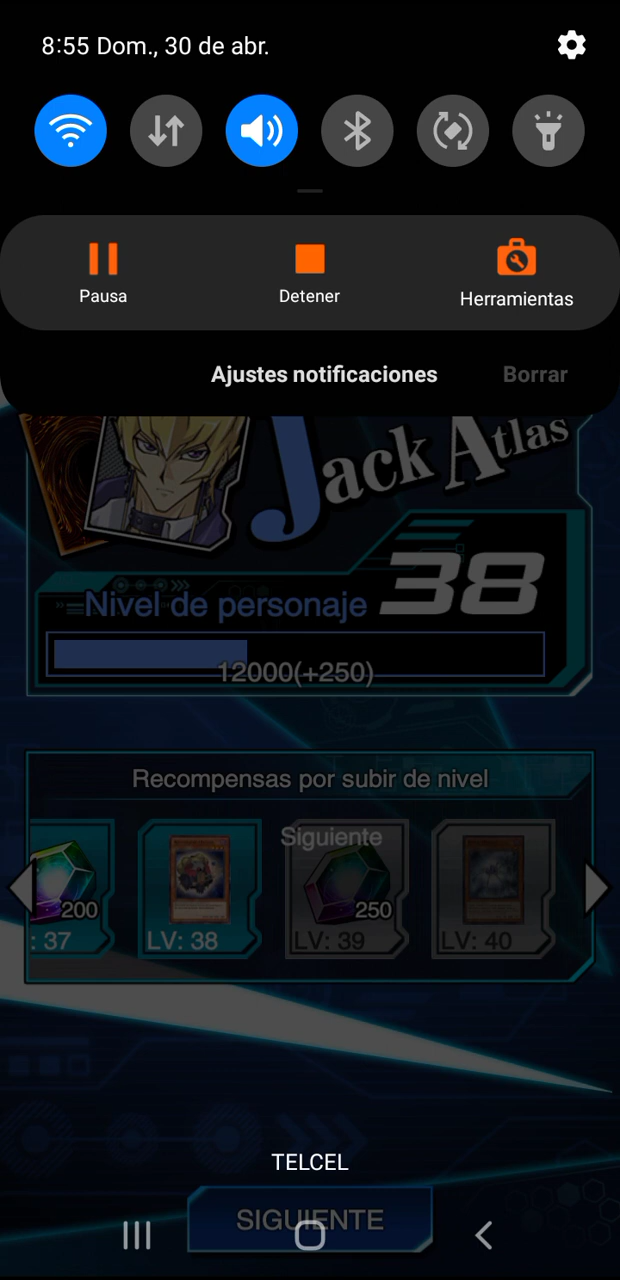 8:55 Dom., 30 de abr.
Pausa
Detener
Herramientas
Ajustes notificaciones
Borrar
Jack Atlas
Nivel de personaje 38
12000(+250)
Recompensas por subir de nivel
Siguiente
200
250
: 37
LV: 38
LV: 39
LV: 40
TELCEL
SIGUIENTE